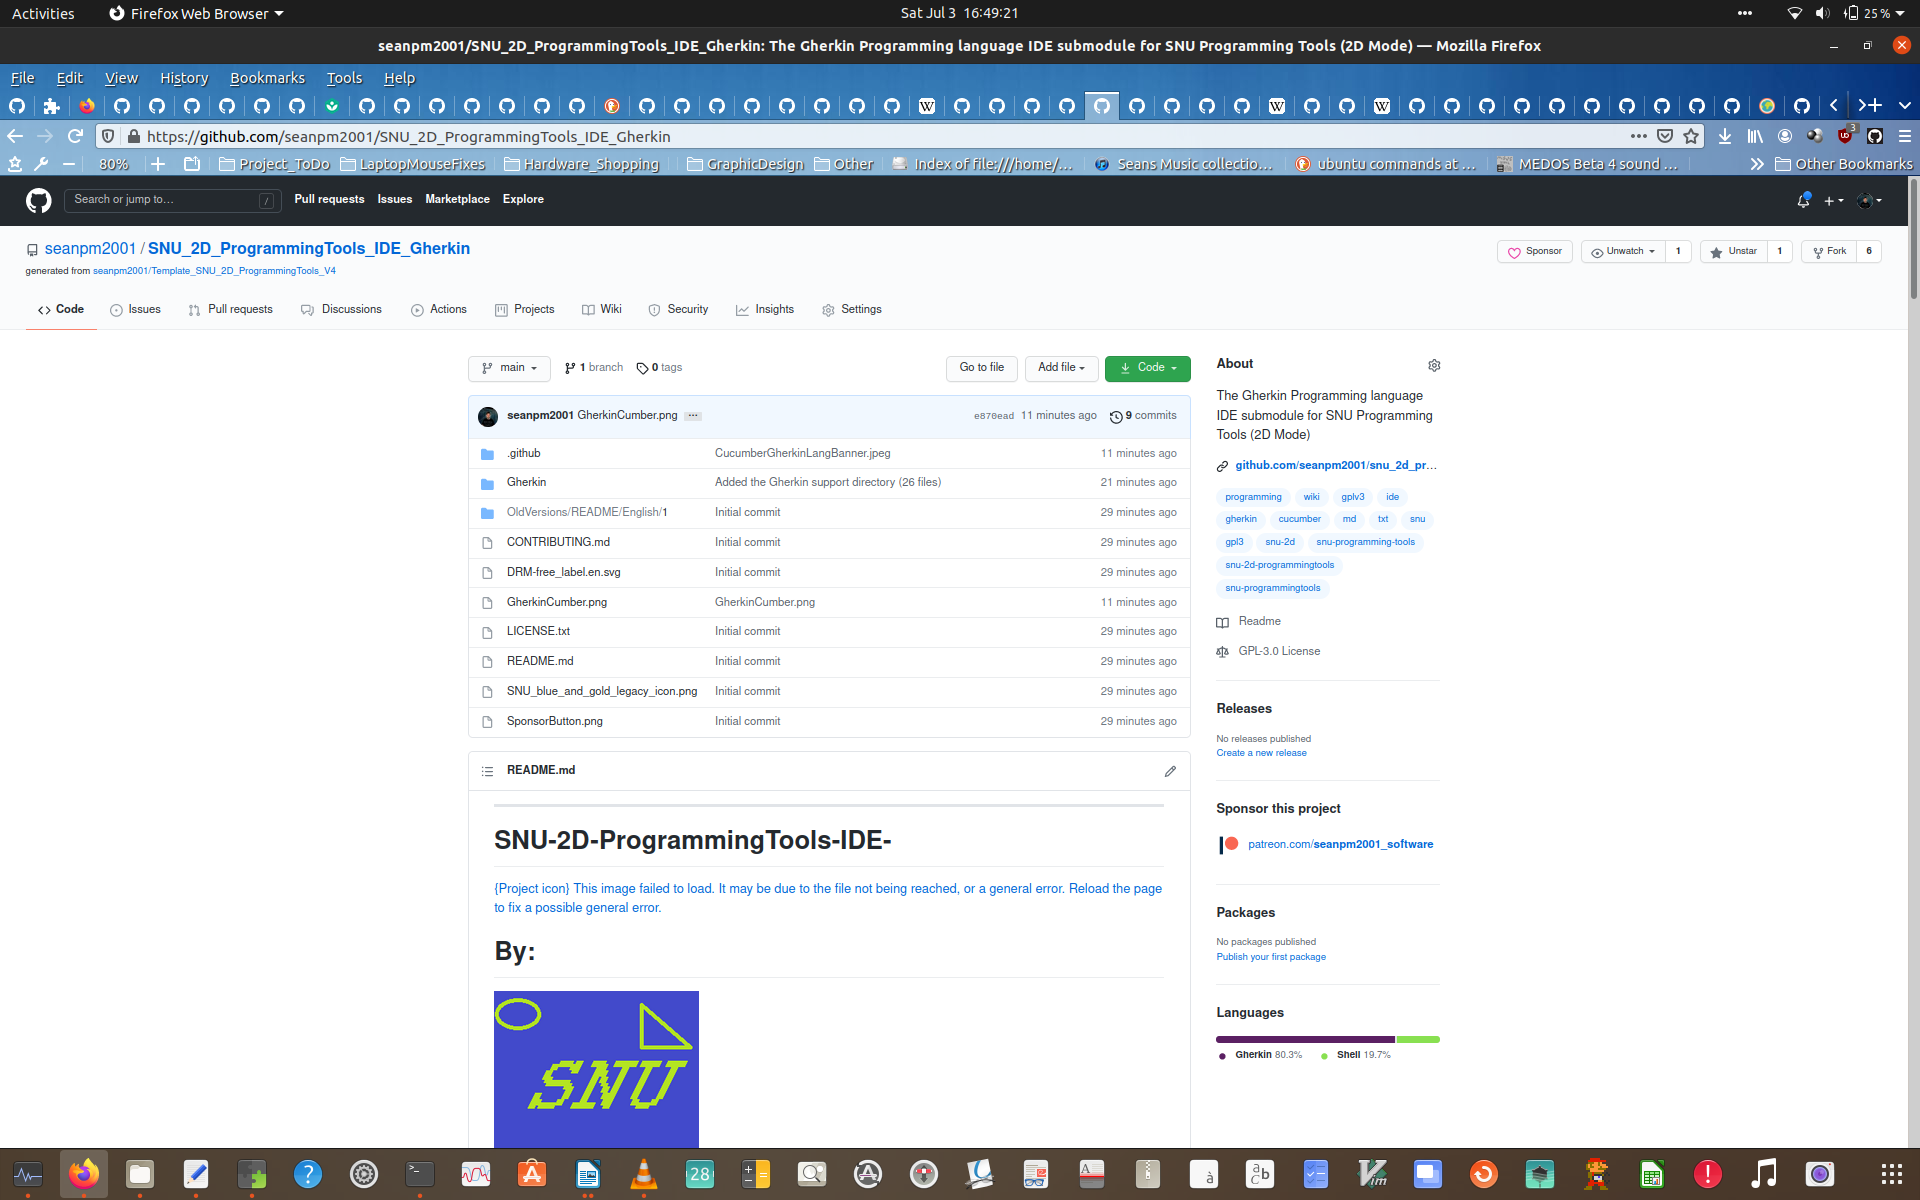 Activities Firefox Web Browser Sat Jul 3 16:49:21 25 %
seanpm2001/SNU_2D_ProgrammingTools_IDE_Gherkin: The Gherkin Programming language IDE submodule for SNU Programming Tools (2D Mode) — Mozilla Firefox
File Edit View History Bookmarks Tools Help
https://github.com/seanpm2001/SNU_2D_ProgrammingTools_IDE_Gherkin 3
80% Project_ToDo LaptopMouseFixes Hardware_Shopping GraphicDesign Other Index of file:///home/... Seans Music collectio... ubuntu commands at ... MEDOS Beta 4 sound ... Other Bookmarks
Search or jump to... / Pull requests Issues Marketplace Explore
seanpm2001 / SNU_2D_ProgrammingTools_IDE_Gherkin Sponsor Unwatch 1 Unstar 1 Fork 6
generated from seanpm2001/Template_SNU_2D_ProgrammingTools_V4
Code Issues Pull requests Discussions Actions Projects Wiki Security Insights Settings
main 1 branch 0 tags Go to file Add file Code
seanpm2001 GherkinCumber.png ... e870ead 11 minutes ago 9 commits
.github CucumberGherkinLangBanner.jpeg 11 minutes ago
Gherkin Added the Gherkin support directory (26 files) 21 minutes ago
OldVersions/README/English/1 Initial commit 29 minutes ago
CONTRIBUTING.md Initial commit 29 minutes ago
DRM-free_label.en.svg Initial commit 29 minutes ago
GherkinCumber.png GherkinCumber.png 11 minutes ago
LICENSE.txt Initial commit 29 minutes ago
README.md Initial commit 29 minutes ago
SNU_blue_and_gold_legacy_icon.png Initial commit 29 minutes ago
SponsorButton.png Initial commit 29 minutes ago
README.md
SNU-2D-ProgrammingTools-IDE-
{Project icon} This image failed to load. It may be due to the file not being reached, or a general error. Reload the page
to fix a possible general error.
By:
SNU
About
The Gherkin Programming language
IDE submodule for SNU Programming
Tools (2D Mode)
github.com/seanpm2001/snu_2d_pr...
programming wiki gplv3 ide
gherkin cucumber md txt snu
gpl3 snu-2d snu-programming-tools
snu-2d-programmingtools
snu-programmingtools
Readme
GPL-3.0 License
Releases
No releases published
Create a new release
Sponsor this project
patreon.com/seanpm2001_software
Packages
No packages published
Publish your first package
Languages
Gherkin 80.3% Shell 19.7%
28